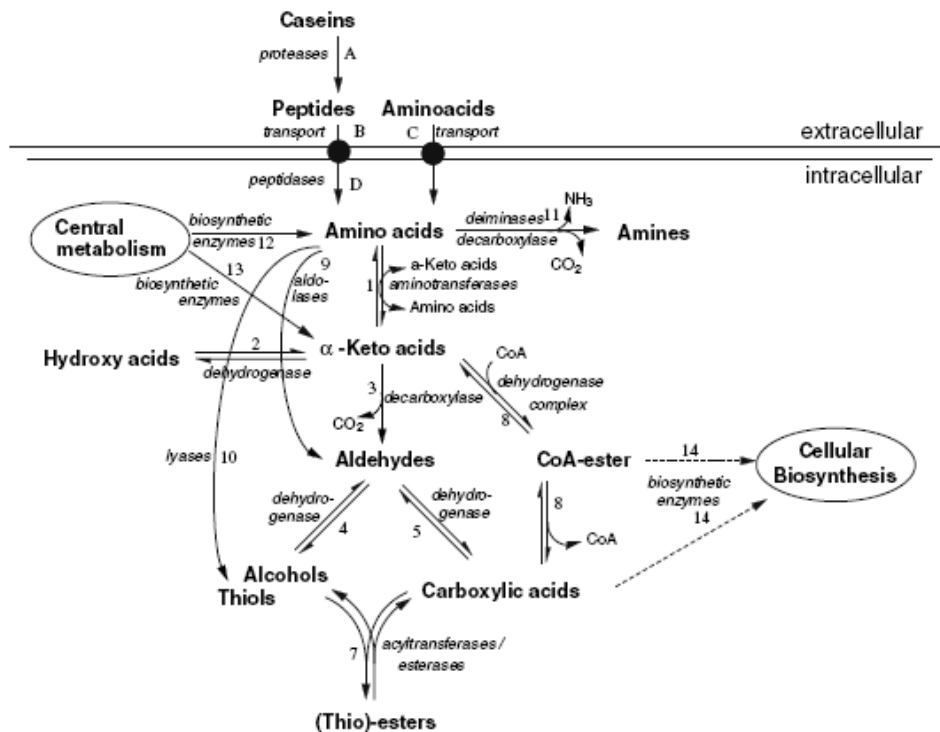 Caseins
proteases A
Peptides Aminoacids
transport B C transport
extracellular
intracellular
peptidases D
Central
metabolism
biosynthetic
enzymes 12
Amino acids
deiminases 11
decarboxylase
NH3
CO2
Amines
13
biosynthetic
enzymes
9
aldo-
lases
1
a-Keto acids
aminotransferases
Amino acids
Hydroxy acids
2
dehydrogenase
α -Keto acids
3
decarboxylase
CO2
CoA
dehydrogenase
complex
8
lyases 10
Aldehydes
CoA-ester
14
biosynthetic
enzymes
14
Cellular
Biosynthesis
dehydro-
genase
4
dehydro-
genase
5
8
CoA
Alcohols
Thiols
Carboxylic acids
7
acyltransferases /
esterases
(Thio)-esters